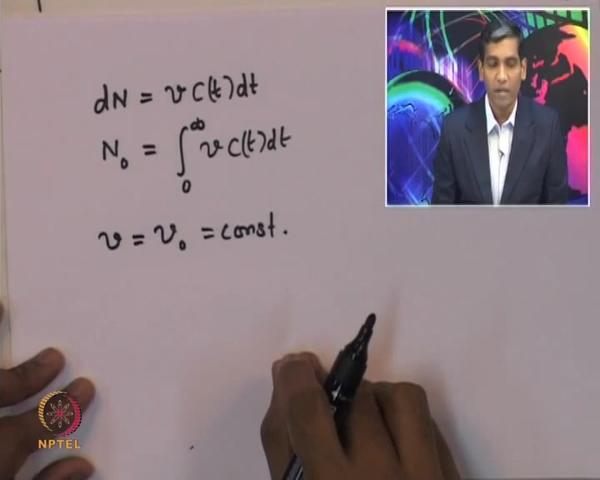 dN = v C(t) dt
N₀ = ∫₀^∞ v C(t) dt
v = v₀ = const.
NPTEL